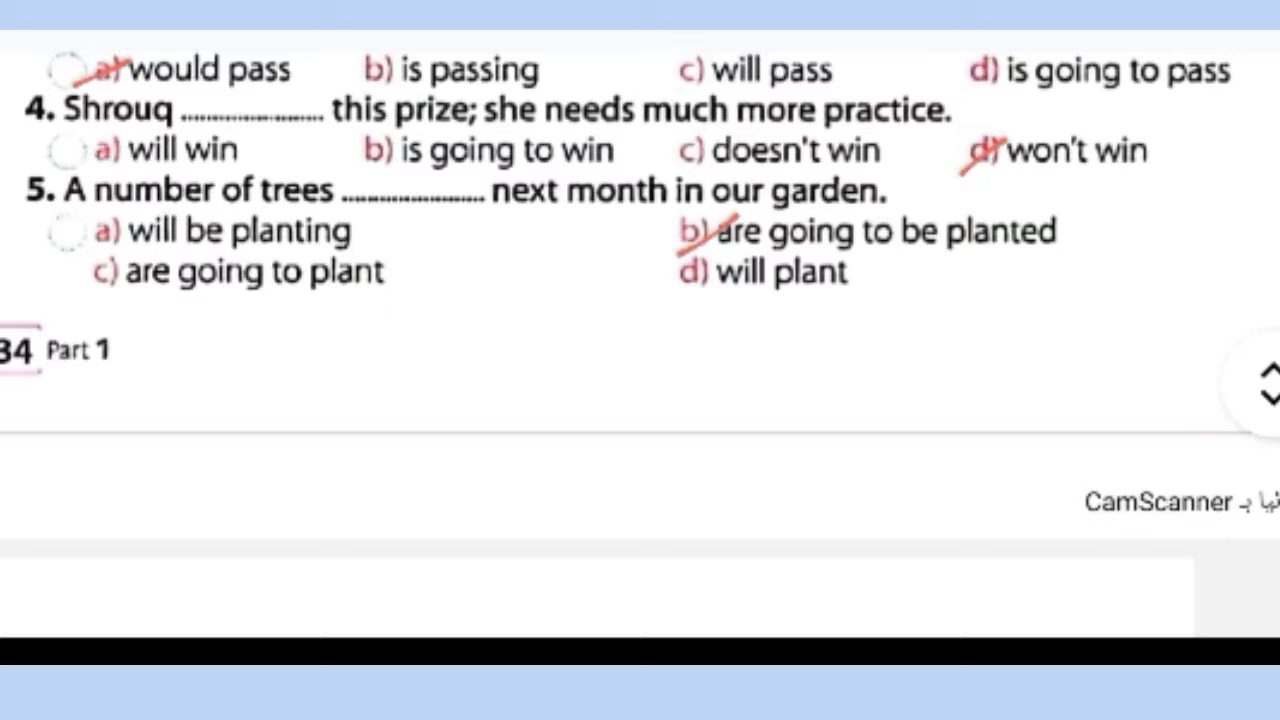 a) would pass b) is passing c) will pass d) is going to pass
4. Shrouq ........................ this prize; she needs much more practice.
a) will win b) is going to win c) doesn't win d) won't win
5. A number of trees ........................ next month in our garden.
a) will be planting b) are going to be planted
c) are going to plant d) will plant
34 Part 1
CamScanner بـ